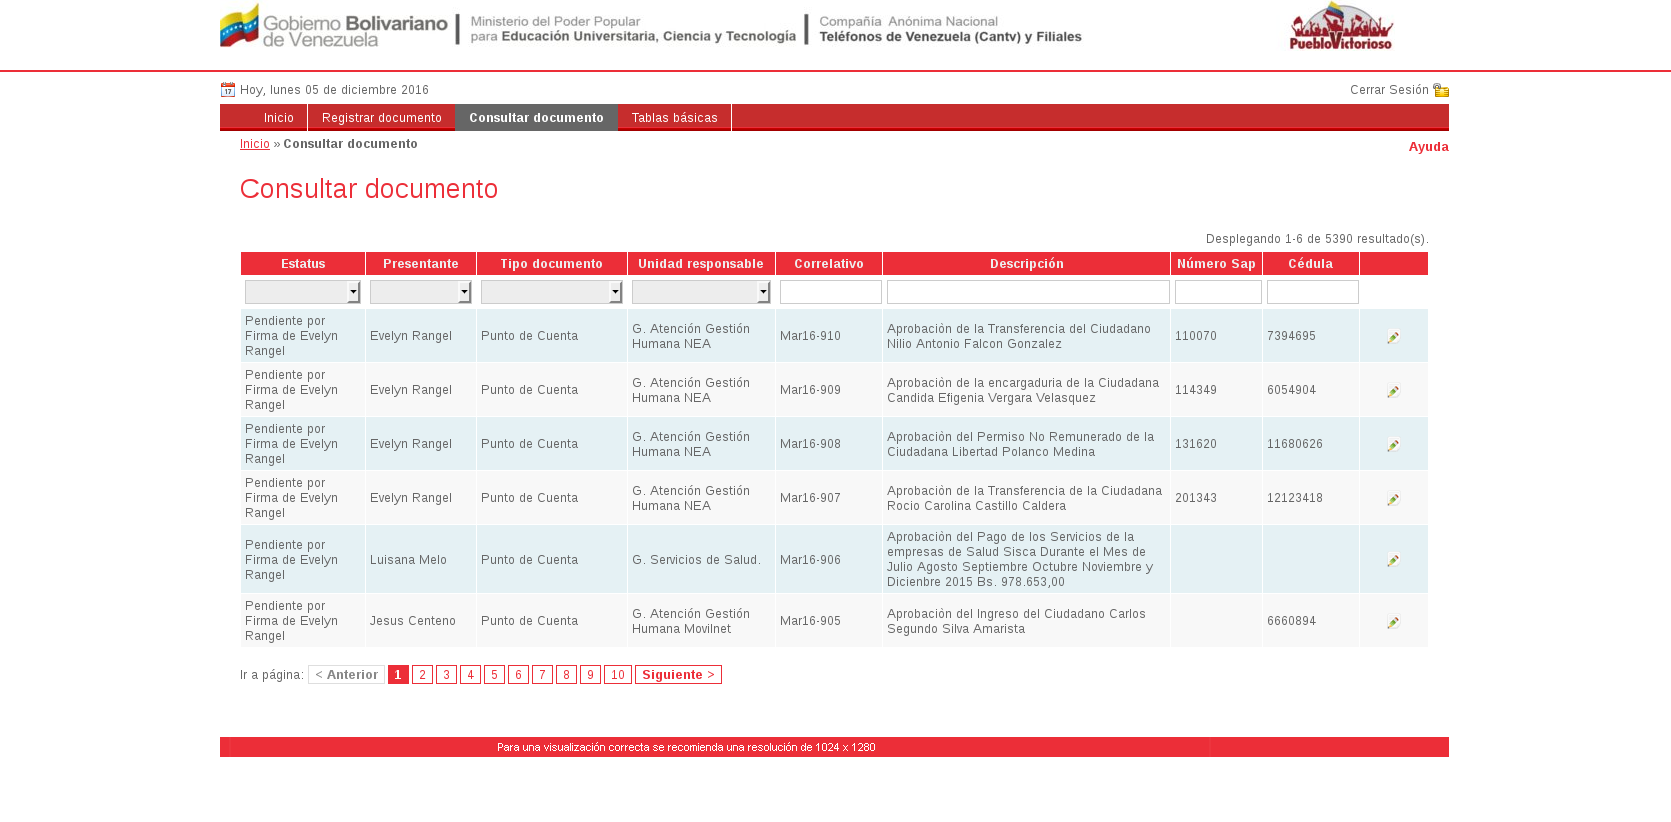 Gobierno Bolivariano
de Venezuela
Ministerio del Poder Popular
para Educación Universitaria, Ciencia y Tecnología
Compañía Anónima Nacional
Teléfonos de Venezuela (Cantv) y Filiales
PuebloVictorioso
17
Hoy, lunes 05 de diciembre 2016
Cerrar Sesión
Inicio Registrar documento Consultar documento Tablas básicas
Inicio » Consultar documento
Ayuda
Consultar documento
Desplegando 1-6 de 5390 resultado(s).
Estatus Presentante Tipo documento Unidad responsable Correlativo Descripción Número Sap Cédula
Pendiente por
Firma de Evelyn
Rangel
Evelyn Rangel
Punto de Cuenta
G. Atención Gestión
Humana NEA
Mar16-910
Aprobaciòn de la Transferencia del Ciudadano
Nilio Antonio Falcon Gonzalez
110070
7394695
Pendiente por
Firma de Evelyn
Rangel
Evelyn Rangel
Punto de Cuenta
G. Atención Gestión
Humana NEA
Mar16-909
Aprobaciòn de la encargaduria de la Ciudadana
Candida Efigenia Vergara Velasquez
114349
6054904
Pendiente por
Firma de Evelyn
Rangel
Evelyn Rangel
Punto de Cuenta
G. Atención Gestión
Humana NEA
Mar16-908
Aprobaciòn del Permiso No Remunerado de la
Ciudadana Libertad Polanco Medina
131620
11680626
Pendiente por
Firma de Evelyn
Rangel
Evelyn Rangel
Punto de Cuenta
G. Atención Gestión
Humana NEA
Mar16-907
Aprobaciòn de la Transferencia de la Ciudadana
Rocio Carolina Castillo Caldera
201343
12123418
Pendiente por
Firma de Evelyn
Rangel
Luisana Melo
Punto de Cuenta
G. Servicios de Salud.
Mar16-906
Aprobaciòn del Pago de los Servicios de la
empresas de Salud Sisca Durante el Mes de
Julio Agosto Septiembre Octubre Noviembre y
Dicienbre 2015 Bs. 978.653,00
Pendiente por
Firma de Evelyn
Rangel
Jesus Centeno
Punto de Cuenta
G. Atención Gestión
Humana Movilnet
Mar16-905
Aprobaciòn del Ingreso del Ciudadano Carlos
Segundo Silva Amarista
6660894
Ir a página: < Anterior 1 2 3 4 5 6 7 8 9 10 Siguiente >
Para una visualización correcta se recomienda una resolución de 1024 x 1280